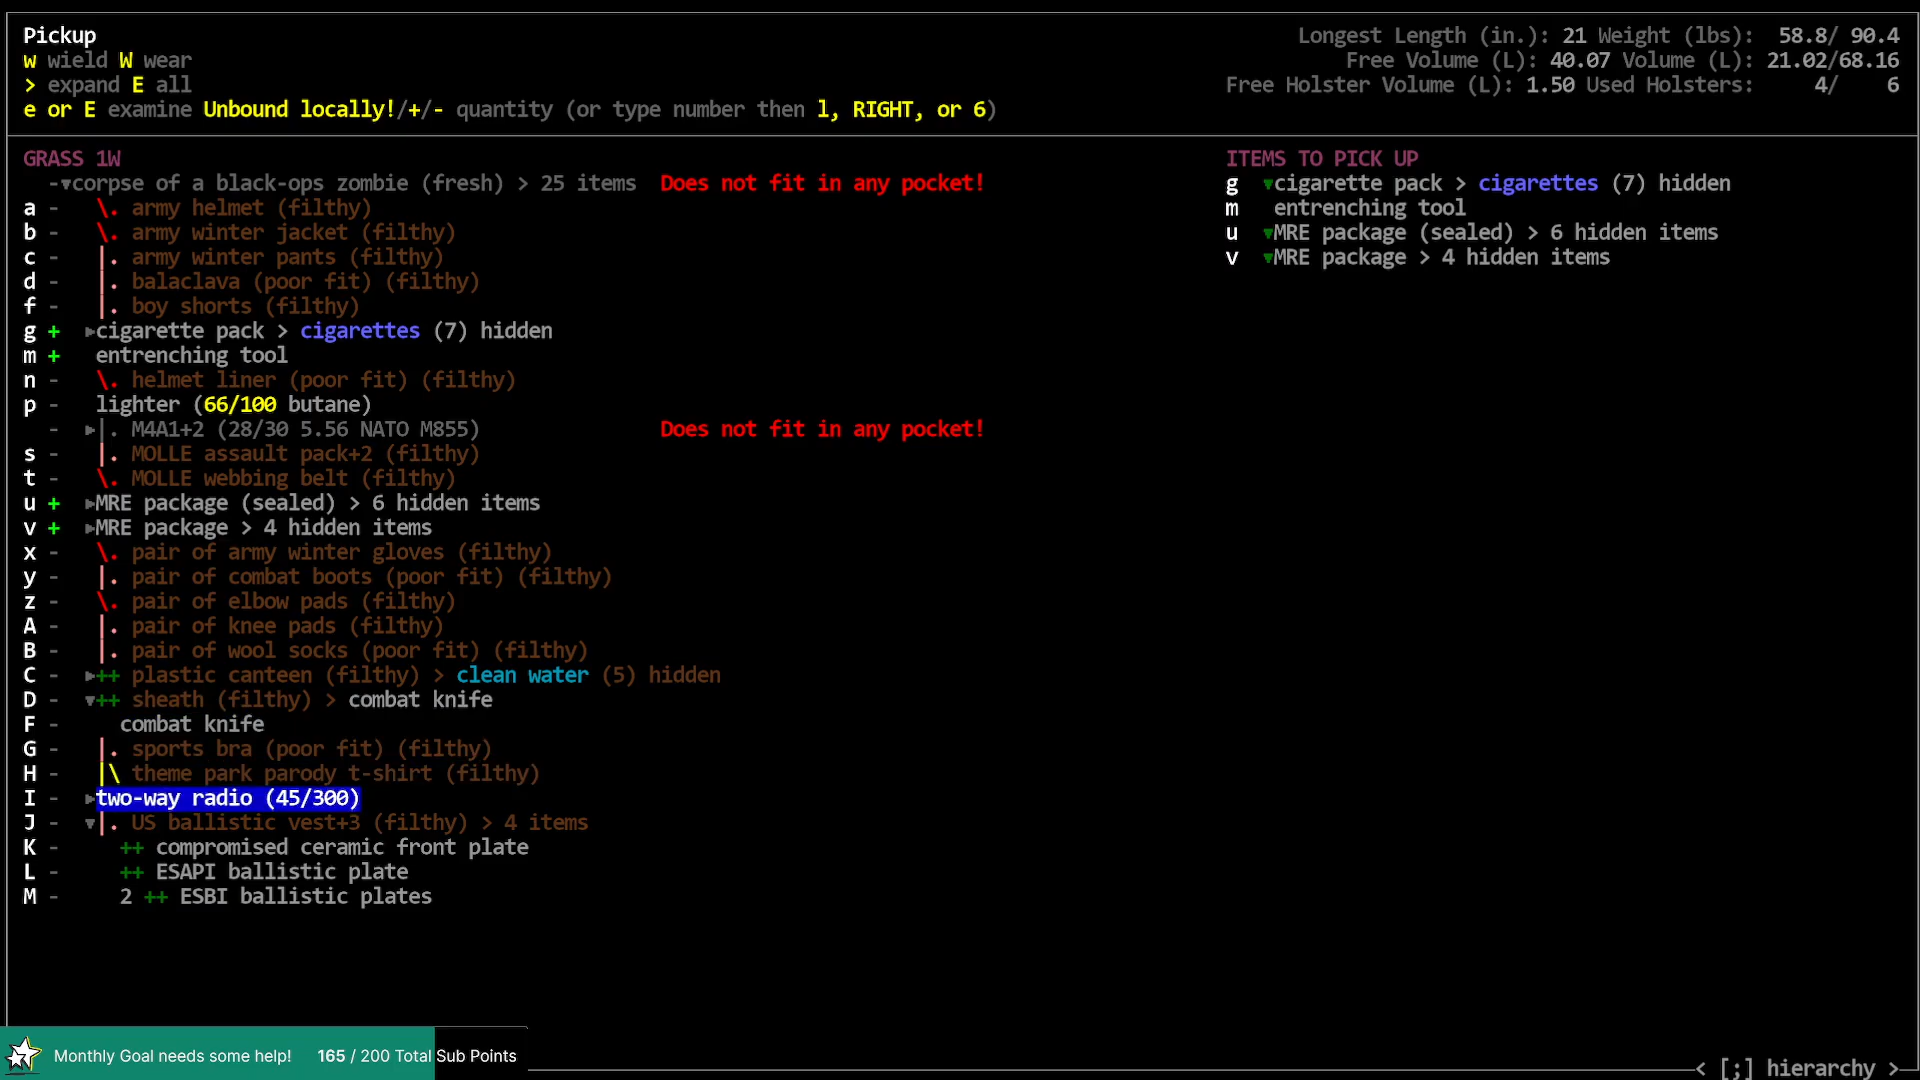 Pickup
w wield W wear
> expand E all
e or E examine Unbound locally!/+/- quantity (or type number then l, RIGHT, or 6)
Longest Length (in.): 21 Weight (lbs): 58.8/ 90.4
Free Volume (L): 40.07 Volume (L): 21.02/68.16
Free Holster Volume (L): 1.50 Used Holsters: 4/ 6
GRASS 1W
-▼corpse of a black-ops zombie (fresh) > 25 items Does not fit in any pocket!
a - \. army helmet (filthy)
b - \. army winter jacket (filthy)
c - |. army winter pants (filthy)
d - |. balaclava (poor fit) (filthy)
f - |. boy shorts (filthy)
g + ▶cigarette pack > cigarettes (7) hidden
m + entrenching tool
n - \. helmet liner (poor fit) (filthy)
p - lighter (66/100 butane)
- ▶|. M4A1+2 (28/30 5.56 NATO M855) Does not fit in any pocket!
s - |. MOLLE assault pack+2 (filthy)
t - \. MOLLE webbing belt (filthy)
u + ▶MRE package (sealed) > 6 hidden items
v + ▶MRE package > 4 hidden items
x - \. pair of army winter gloves (filthy)
y - |. pair of combat boots (poor fit) (filthy)
z - \. pair of elbow pads (filthy)
A - |. pair of knee pads (filthy)
B - |. pair of wool socks (poor fit) (filthy)
C - ▶++ plastic canteen (filthy) > clean water (5) hidden
D - ▼++ sheath (filthy) > combat knife
F - combat knife
G - |. sports bra (poor fit) (filthy)
H - |\ theme park parody t-shirt (filthy)
I - ▶two-way radio (45/300)
J - ▼|. US ballistic vest+3 (filthy) > 4 items
K - ++ compromised ceramic front plate
L - ++ ESAPI ballistic plate
M - 2 ++ ESBI ballistic plates
ITEMS TO PICK UP
g ▼cigarette pack > cigarettes (7) hidden
m entrenching tool
u ▼MRE package (sealed) > 6 hidden items
v ▼MRE package > 4 hidden items
Monthly Goal needs some help! 165 / 200 Total Sub Points
< [;] hierarchy >